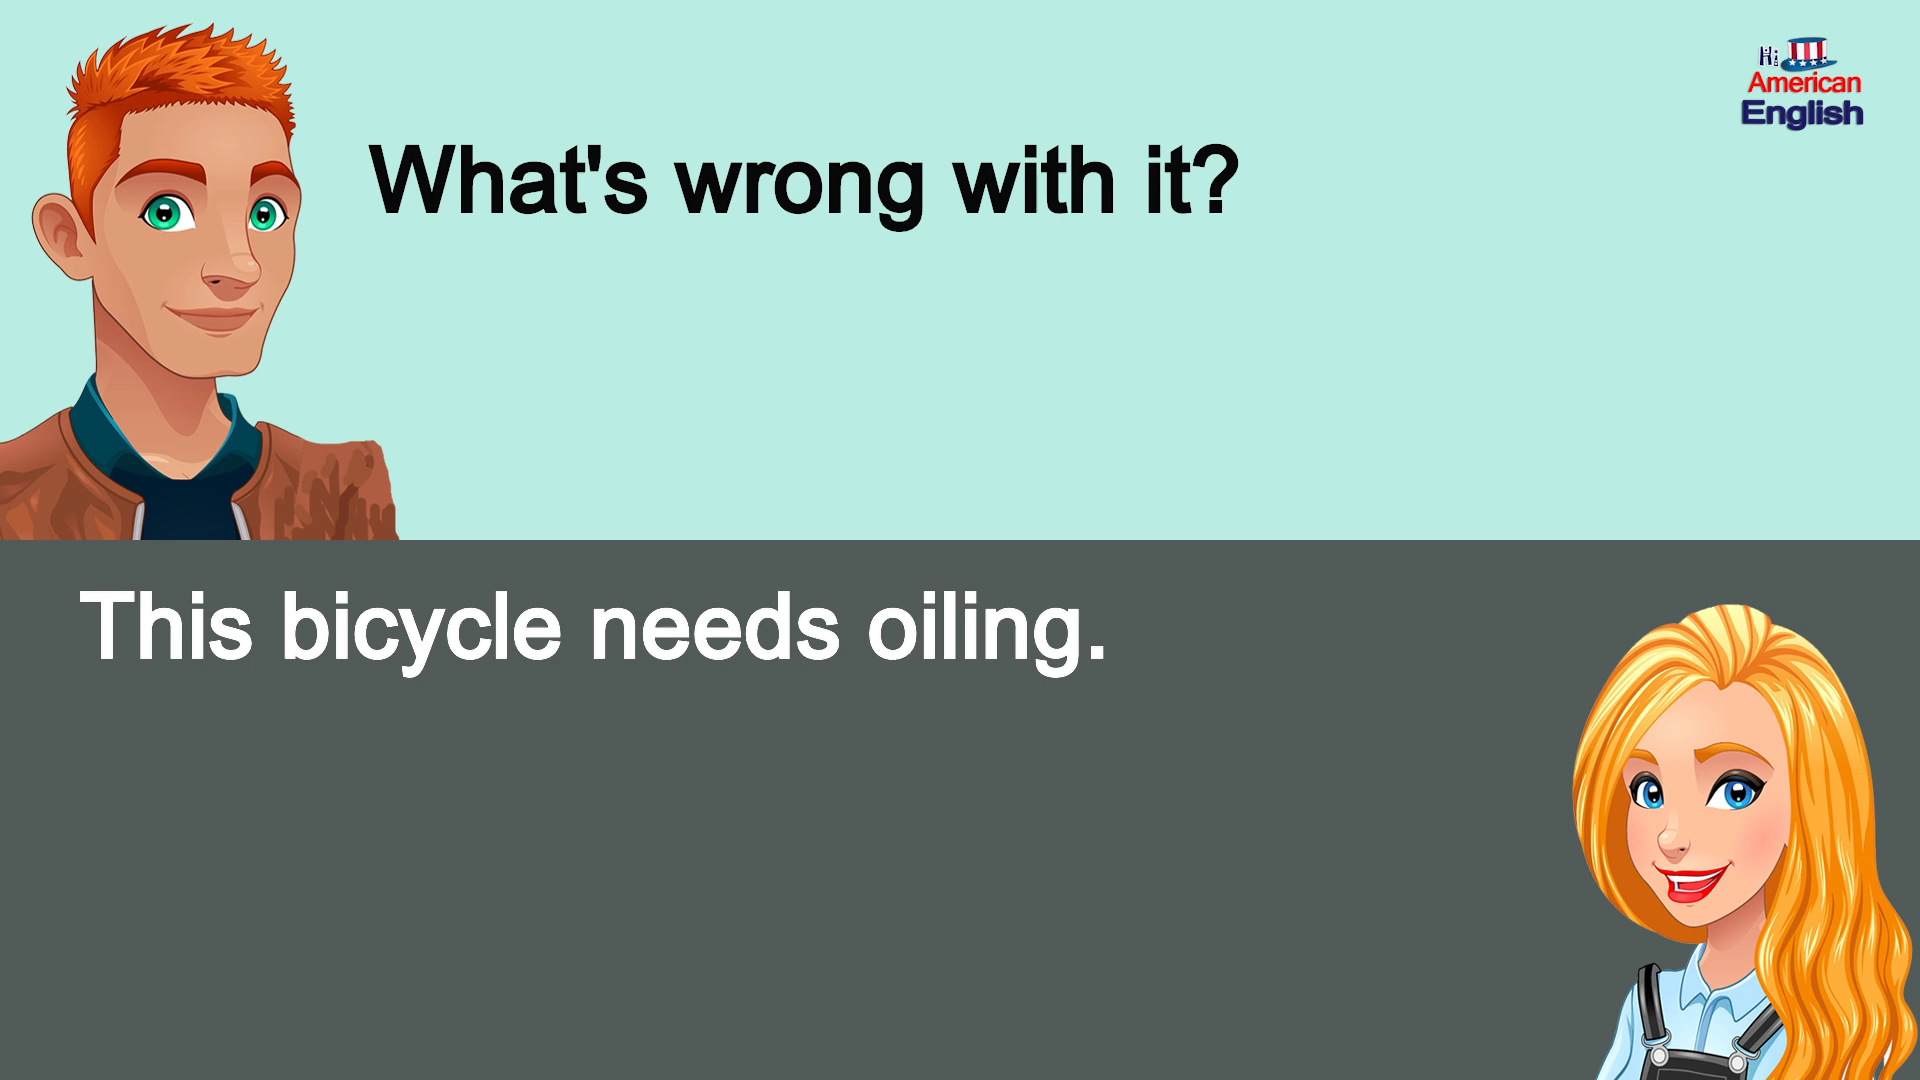 Hi
American
English
What's wrong with it?
This bicycle needs oiling.